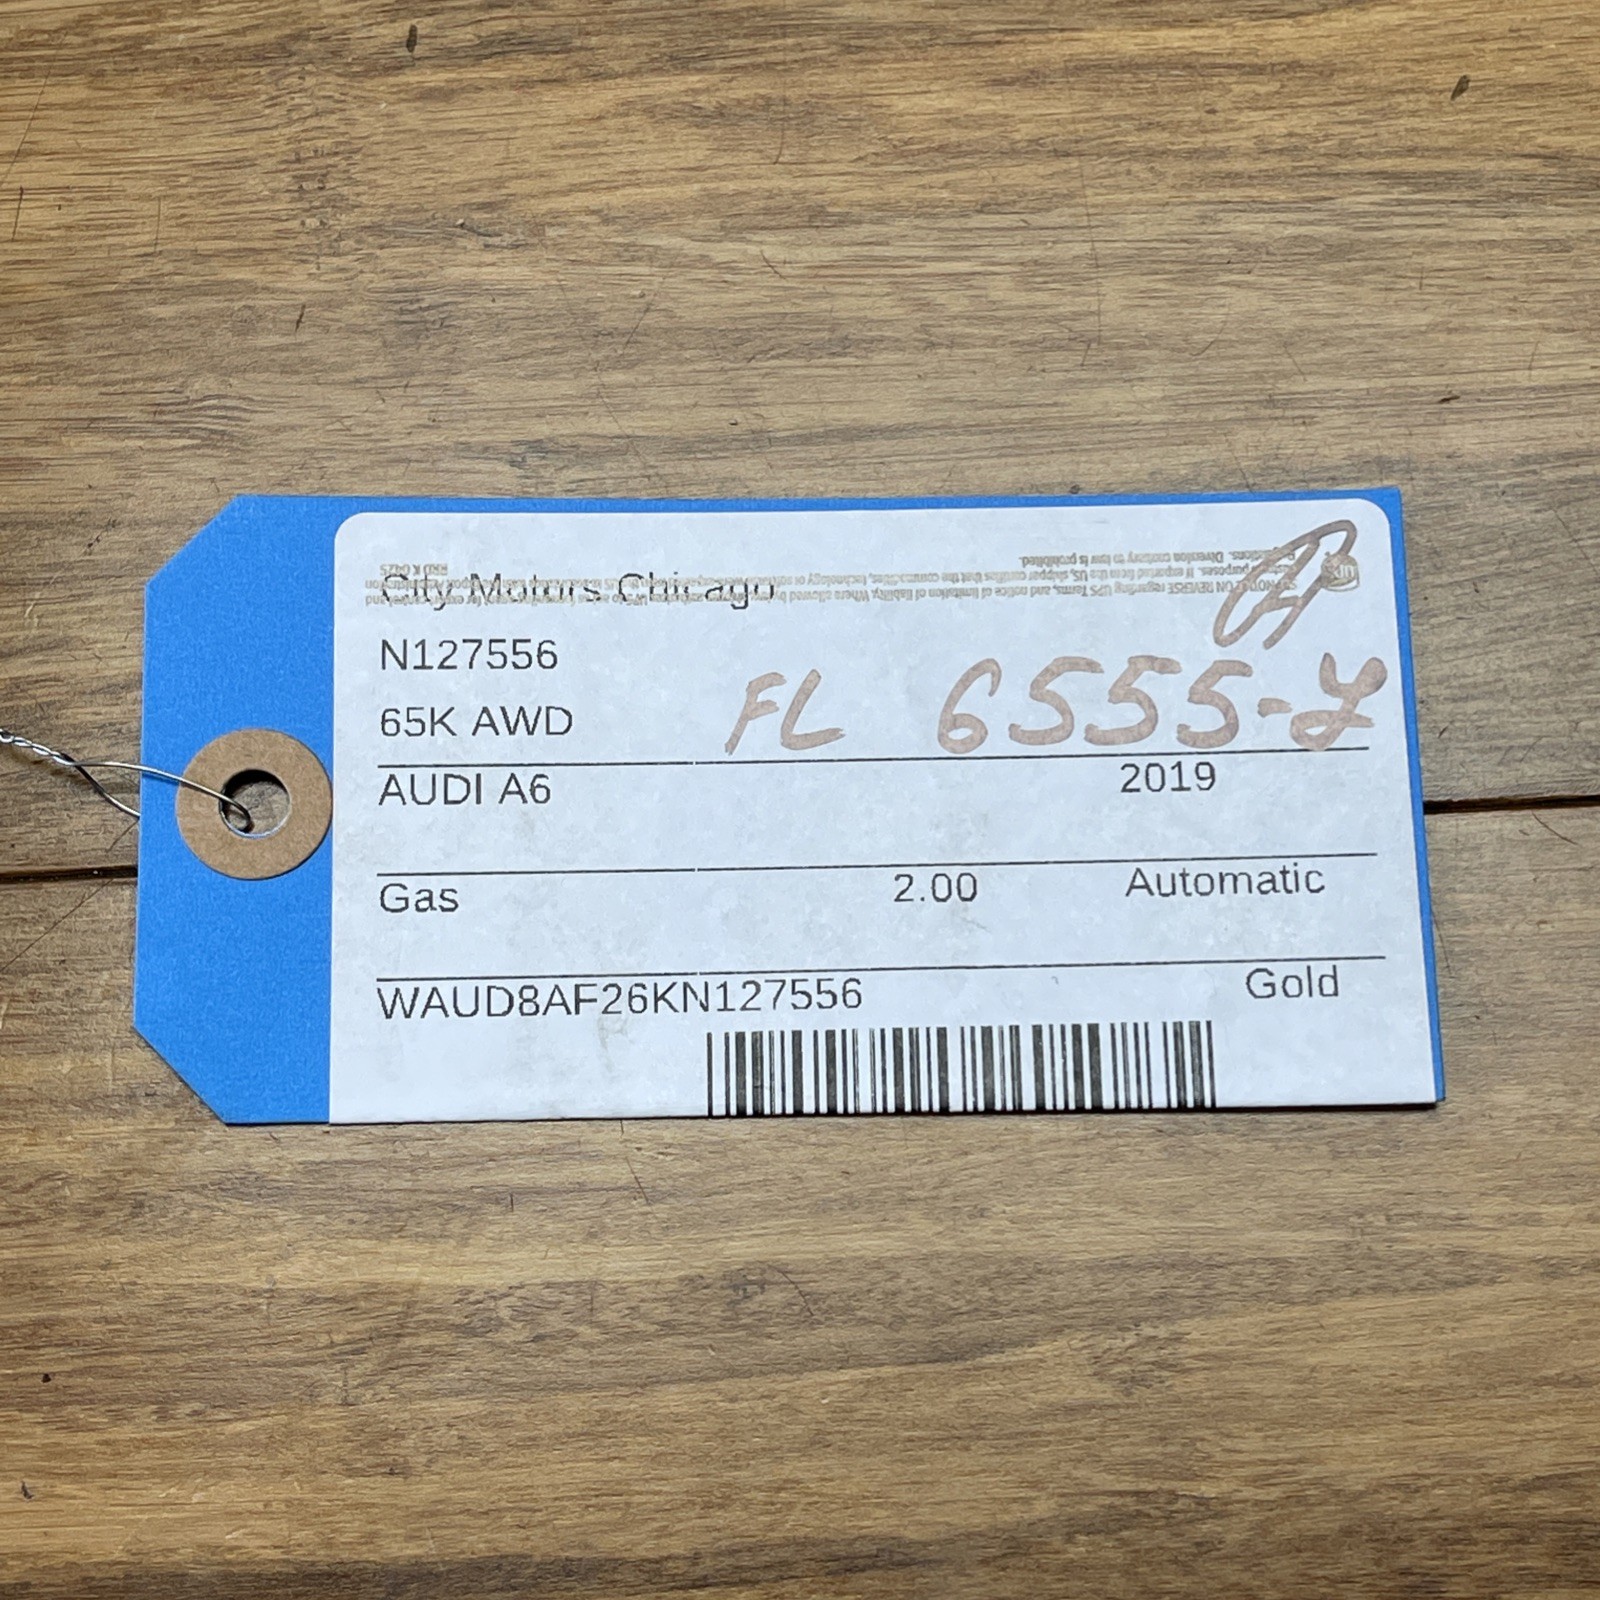 City Motors Chicago
N127556
65K AWD
FL 6555-
AUDI A6 2019
Gas 2.00 Automatic
WAUD8AF26KN127556 Gold